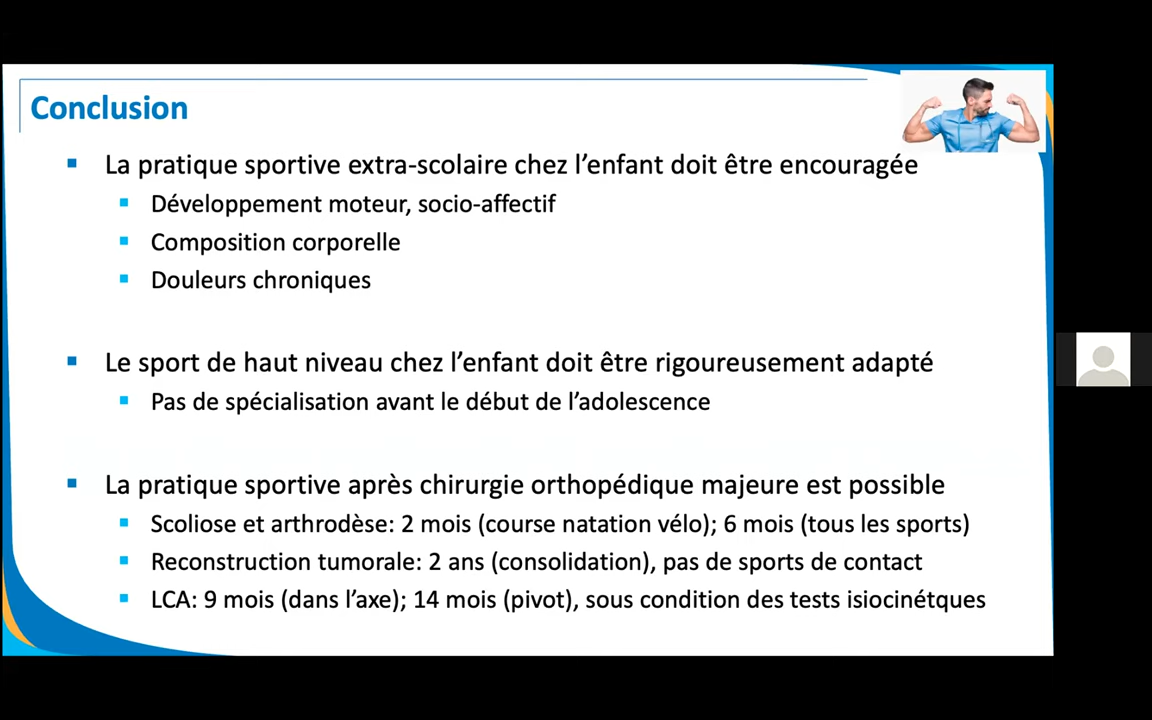 Conclusion
La pratique sportive extra-scolaire chez l’enfant doit être encouragée
Développement moteur, socio-affectif
Composition corporelle
Douleurs chroniques
Le sport de haut niveau chez l’enfant doit être rigoureusement adapté
Pas de spécialisation avant le début de l’adolescence
La pratique sportive après chirurgie orthopédique majeure est possible
Scoliose et arthrodèse: 2 mois (course natation vélo); 6 mois (tous les sports)
Reconstruction tumorale: 2 ans (consolidation), pas de sports de contact
LCA: 9 mois (dans l’axe); 14 mois (pivot), sous condition des tests isiocinétques